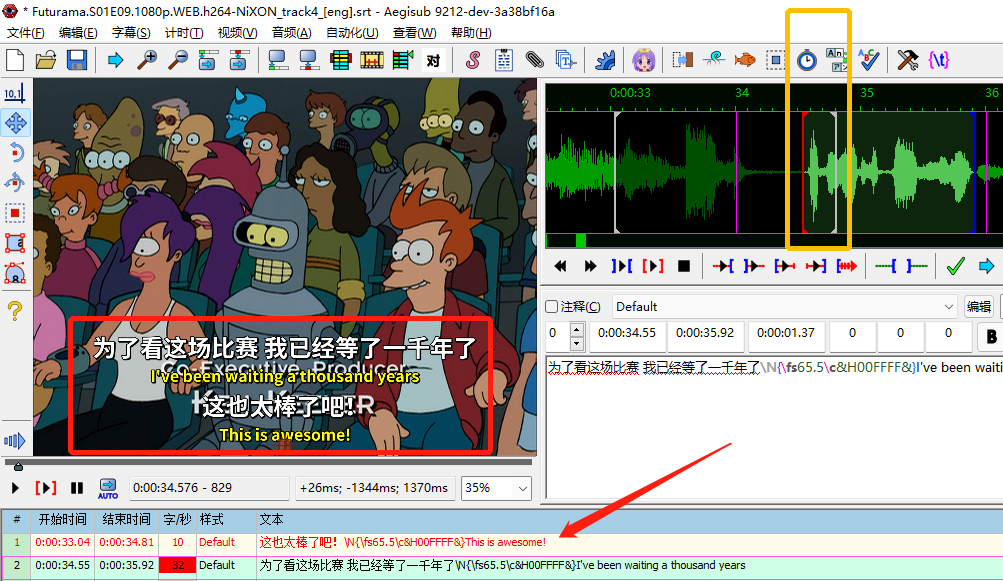 * Futurama.S01E09.1080p.WEB.h264-NiXON_track4_[eng].srt - Aegisub 9212-dev-3a38bf16a
文件(F) 编辑(E) 字幕(S) 计时(T) 视频(V) 音频(A) 自动化(U) 查看(W) 帮助(H)
对
{\t}
10,1
0:00:33 34 35 36
为了看这场比赛 我已经等了一千年了
Co-Executive Producer
I've been waiting a thousand years
这也太棒了吧！
This is awesome!
注释(C) Default 编辑
0 0:00:34.55 0:00:35.92 0:00:01.37 0 0 0 B
为了看这场比赛 我已经等了一千年了\N{\fs65.5\c&H00FFFF&}I've been waiti
AUTO 0:00:34.576 - 829 +26ms; -1344ms; 1370ms 35%
# 开始时间 结束时间 字/秒 样式 文本
1 0:00:33.04 0:00:34.81 10 Default 这也太棒了吧！\N{\fs65.5\c&H00FFFF&}This is awesome!
2 0:00:34.55 0:00:35.92 32 Default 为了看这场比赛 我已经等了一千年了\N{\fs65.5\c&H00FFFF&}I've been waiting a thousand years